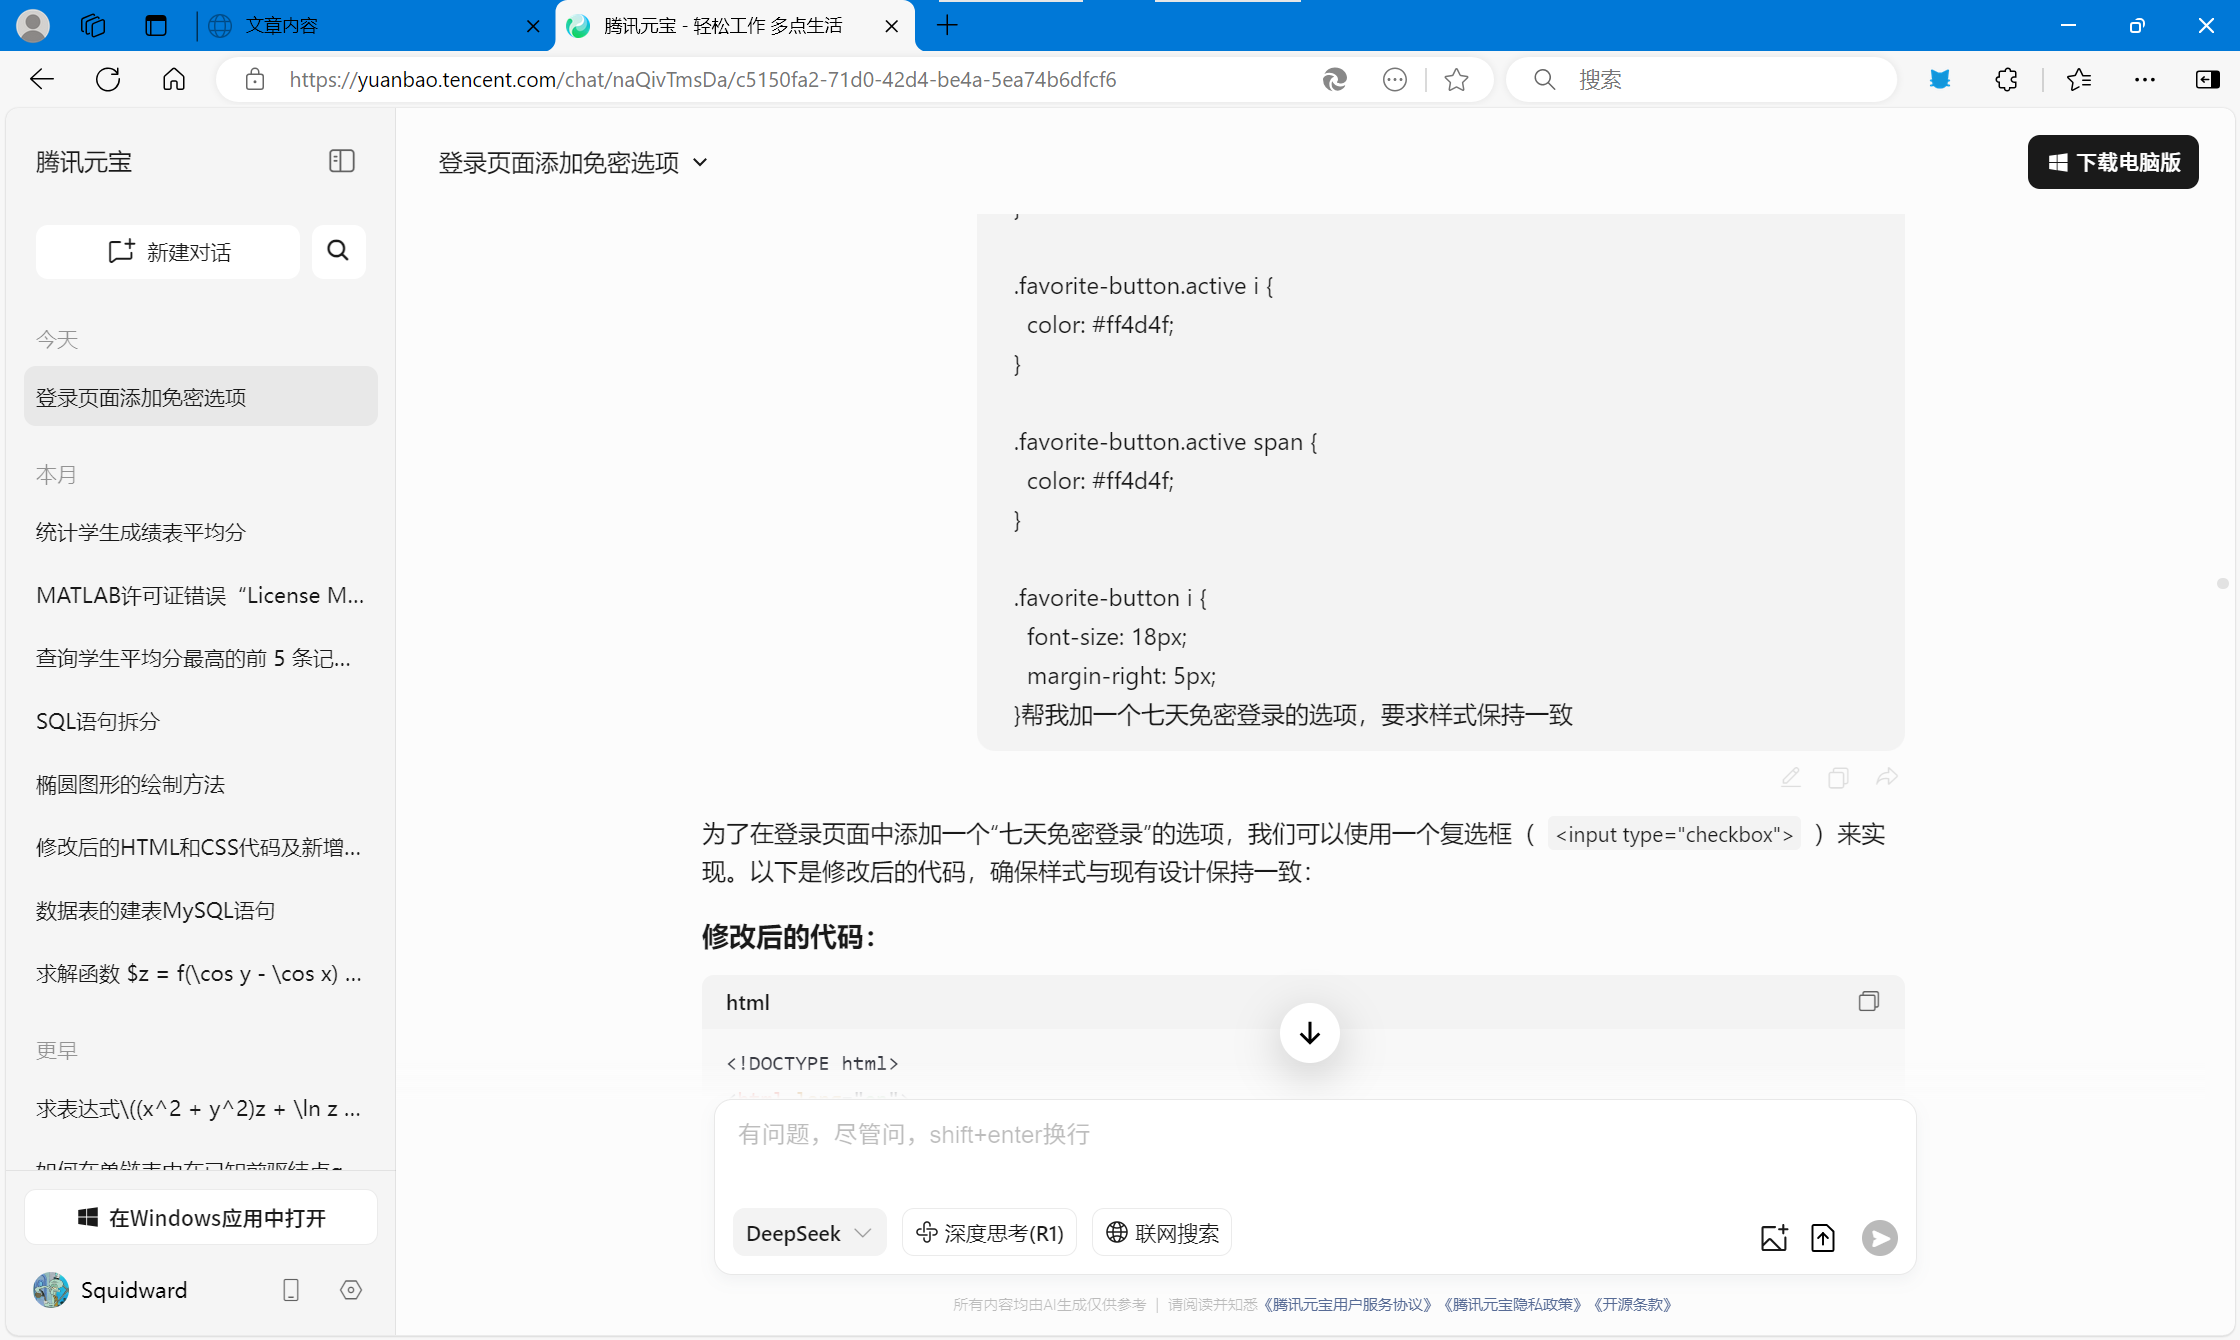 文章内容
腾讯元宝 - 轻松工作 多点生活
https://yuanbao.tencent.com/chat/naQivTmsDa/c5150fa2-71d0-42d4-be4a-5ea74b6dfcf6
搜索
腾讯元宝
新建对话
今天
登录页面添加免密选项
本月
统计学生成绩表平均分
MATLAB许可证错误“License M...
查询学生平均分最高的前 5 条记...
SQL语句拆分
椭圆图形的绘制方法
修改后的HTML和CSS代码及新增...
数据表的建表MySQL语句
求解函数 $z = f(\cos y - \cos x) ...
更早
求表达式\((x^2 + y^2)z + \ln z ...
在Windows应用中打开
Squidward
登录页面添加免密选项
下载电脑版
}
.favorite-button.active i {
color: #ff4d4f;
}
.favorite-button.active span {
color: #ff4d4f;
}
.favorite-button i {
font-size: 18px;
margin-right: 5px;
}帮我加一个七天免密登录的选项，要求样式保持一致
为了在登录页面中添加一个“七天免密登录”的选项，我们可以使用一个复选框（ <input type="checkbox"> ）来实
现。以下是修改后的代码，确保样式与现有设计保持一致：
修改后的代码：
html
<!DOCTYPE html>
有问题，尽管问，shift+enter换行
DeepSeek
深度思考(R1)
联网搜索
所有内容均由AI生成仅供参考 | 请阅读并知悉《腾讯元宝用户服务协议》《腾讯元宝隐私政策》《开源条款》